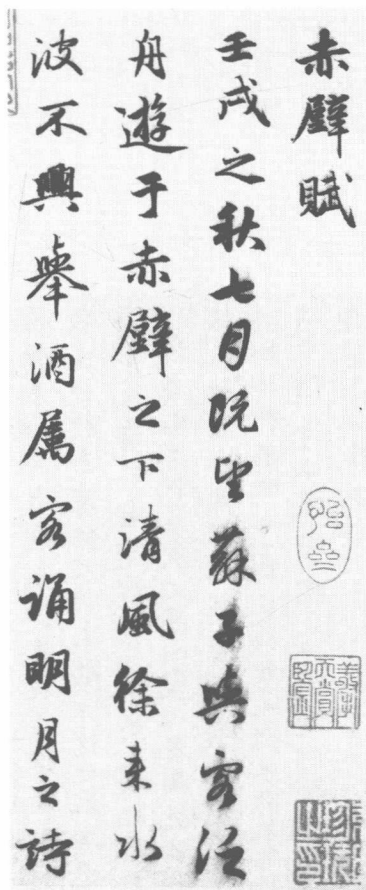 赤壁賦
壬戌之秋七月既望蘇子與客泛
舟遊于赤壁之下清風徐来水
波不興舉酒属客誦明月之詩